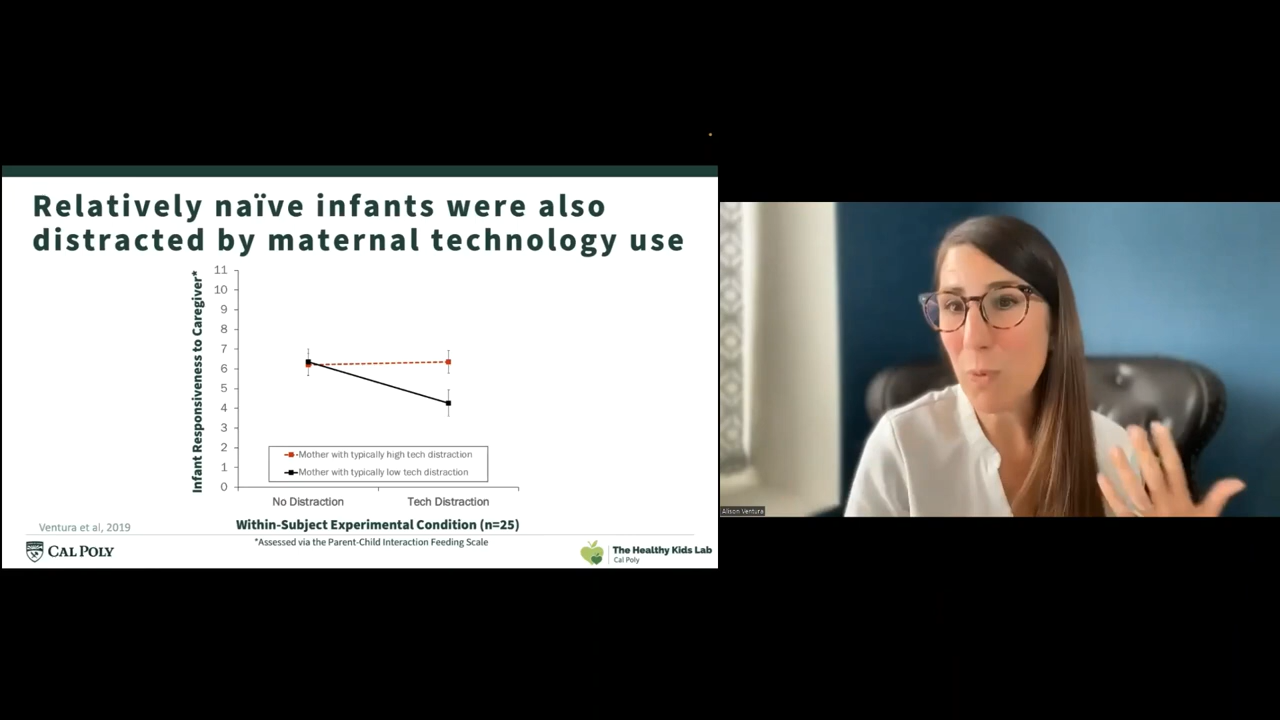 Relatively naïve infants were also
distracted by maternal technology use
Infant Responsiveness to Caregiver*
11
10
9
8
7
6
5
4
3
2
1
0
Mother with typically high tech distraction
Mother with typically low tech distraction
No Distraction
Tech Distraction
Within-Subject Experimental Condition (n=25)
*Assessed via the Parent-Child Interaction Feeding Scale
Ventura et al, 2019
CAL POLY
The Healthy Kids Lab
Cal Poly
Alison Ventura